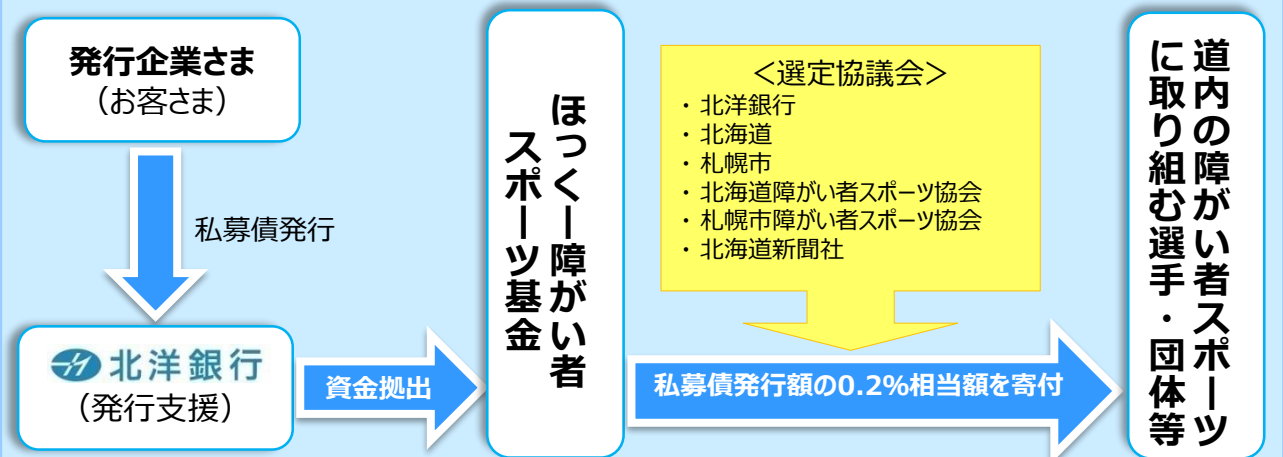 発行企業さま
（お客さま）
私募債発行
北洋銀行
（発行支援）
資金拠出
ほっくー障がい者
スポーツ基金
＜選定協議会＞
・北洋銀行
・北海道
・札幌市
・北海道障がい者スポーツ協会
・札幌市障がい者スポーツ協会
・北海道新聞社
私募債発行額の0.2%相当額を寄付
道内の障がい者スポーツ
に取り組む選手・団体等